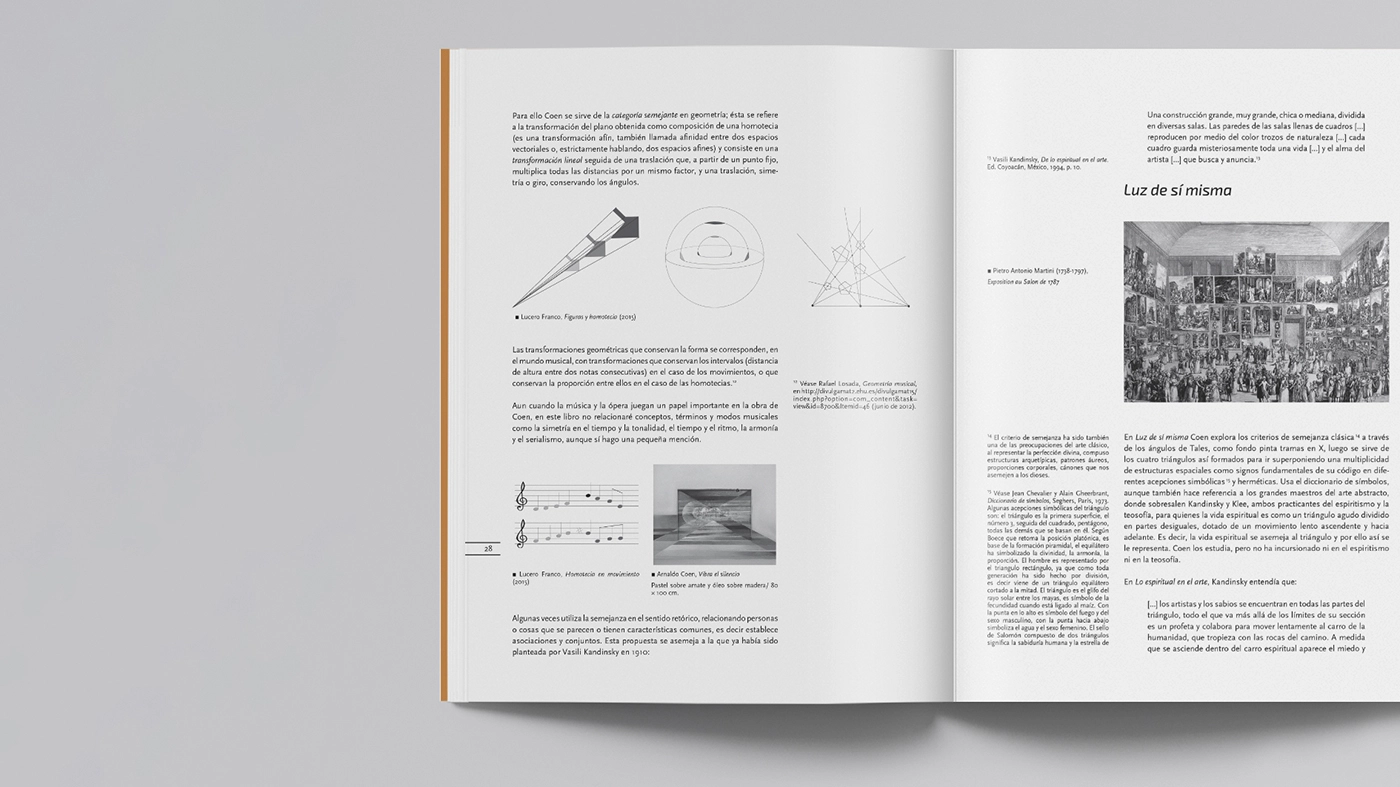 Para ello Coen se sirve de la categoría semejante en geometría; ésta se refiere
a la transformación del plano obtenida como composición de una homotecia
(es una transformación afín, también llamada afinidad entre dos espacios
vectoriales o, estrictamente hablando, dos espacios afines) y consiste en una
transformación lineal seguida de una traslación que, a partir de un punto fijo,
multiplica todas las distancias por un mismo factor, y una traslación, sime-
tría o giro, conservando los ángulos.
■ Lucero Franco, Figuras y homotecia (2015)
Las transformaciones geométricas que conservan la forma se corresponden, en
el mundo musical, con transformaciones que conservan los intervalos (distancia
de altura entre dos notas consecutivas) en el caso de los movimientos, o que
conservan la proporción entre ellos en el caso de las homotecias.¹²
¹² Véase Rafael Losada, Geometría musical,
en http://divulgamat2.ehu.es/divulgamat15/
index.php?option=com_content&task=
view&id=8700&Itemid=46 (junio de 2012).
Aun cuando la música y la ópera juegan un papel importante en la obra de
Coen, en este libro no relacionaré conceptos, términos y modos musicales
como la simetría en el tiempo y la tonalidad, el tiempo y el ritmo, la armonía
y el serialismo, aunque sí hago una pequeña mención.
28
■ Lucero Franco, Homotecia en movimiento
(2015)
■ Arnaldo Coen, Vibra el silencio
Pastel sobre amate y óleo sobre madera/ 80
x 100 cm.
Algunas veces utiliza la semejanza en el sentido retórico, relacionando personas
o cosas que se parecen o tienen características comunes, es decir establece
asociaciones y conjuntos. Esta propuesta se asemeja a la que ya había sido
planteada por Vasili Kandinsky en 1910:
Una construcción grande, muy grande, chica o mediana, dividida
en diversas salas. Las paredes de las salas llenas de cuadros [...]
reproducen por medio del color trozos de naturaleza [...] cada
cuadro guarda misteriosamente toda una vida [...] y el alma del
artista [...] que busca y anuncia.¹³
¹³ Vasili Kandinsky, De lo espiritual en el arte.
Ed. Coyoacán, México, 1994, p. 10.
Luz de sí misma
■ Pietro Antonio Martini (1738-1797),
Exposition au Salon de 1787
En Luz de sí misma Coen explora los criterios de semejanza clásica¹⁴ a través
de los ángulos de Tales, como fondo pinta tramas en X, luego se sirve de
los cuatro triángulos así formados para ir superponiendo una multiplicidad
de estructuras espaciales como signos fundamentales de su código en dife-
rentes acepciones simbólicas¹⁵ y herméticas. Usa el diccionario de símbolos,
aunque también hace referencia a los grandes maestros del arte abstracto,
donde sobresalen Kandinsky y Klee, ambos practicantes del espiritismo y la
teosofía, para quienes la vida espiritual es como un triángulo agudo dividido
en partes desiguales, dotado de un movimiento lento ascendente y hacia
adelante. Es decir, la vida espiritual se asemeja al triángulo y por ello así se
le representa. Coen los estudia, pero no ha incursionado ni en el espiritismo
ni en la teosofía.
En Lo espiritual en el arte, Kandinsky entendía que:
[...] los artistas y los sabios se encuentran en todas las partes del
triángulo, todo el que va más allá de los límites de su sección
es un profeta y colabora para mover lentamente al carro de la
humanidad, que tropieza con las rocas del camino. A medida
que se asciende dentro del carro espiritual aparece el miedo y
¹⁴ El criterio de semejanza ha sido también
una de las preocupaciones del arte clásico,
al representar la perfección divina, compuso
estructuras arquetípicas, patrones áureos,
proporciones corporales, cánones que nos
asemejen a los dioses.
¹⁵ Véase Jean Chevalier y Alain Gheerbrant,
Diccionario de símbolos, Seghers, Paris, 1973.
Algunas acepciones simbólicas del triángulo
son: el triángulo es la primera superficie, el
número 3, seguida del cuadrado, pentágono,
todas las demás que se basan en él. Según
Boece que retoma la posición platónica, es
base de la formación piramidal, el equilátero
ha simbolizado la divinidad, la armonía, la
proporción. El hombre es representado por
el triangulo rectángulo, ya que como toda
generación ha sido hecho por división,
es decir viene de un triángulo equilátero
cortado a la mitad. El triángulo es el glifo del
rayo solar entre los mayas, es símbolo de la
fecundidad cuando está ligado al maíz. Con
la punta en lo alto es símbolo del fuego y del
sexo masculino, con la punta hacia abajo
simboliza el agua y el sexo femenino. El sello
de Salomón compuesto de dos triángulos
significa la sabiduría humana y la estrella de